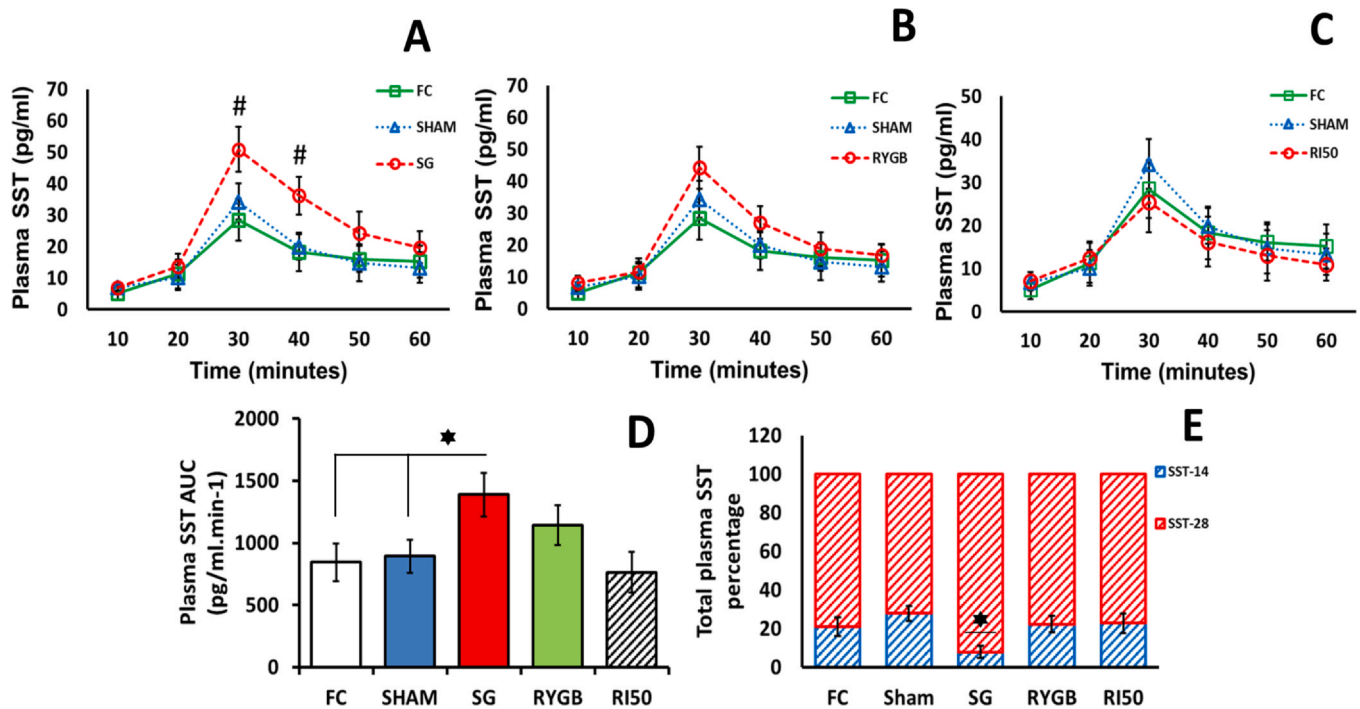 A
Plasma SST (pg/ml)
70
60
50
40
30
20
10
0
#
#
FC
SHAM
SG
10 20 30 40 50 60
Time (minutes)
B
Plasma SST (pg/ml)
70
60
50
40
30
20
10
0
FC
SHAM
RYGB
10 20 30 40 50 60
Time (minutes)
C
Plasma SST (pg/ml)
50
40
30
20
10
0
FC
SHAM
RI50
10 20 30 40 50 60
Time (minutes)
D
Plasma SST AUC
(pg/ml.min-1)
2000
1500
1000
500
0
FC SHAM SG RYGB RI50
E
Total plasma SST
percentage
120
100
80
60
40
20
0
SST-14
SST-28
FC Sham SG RYGB RI50